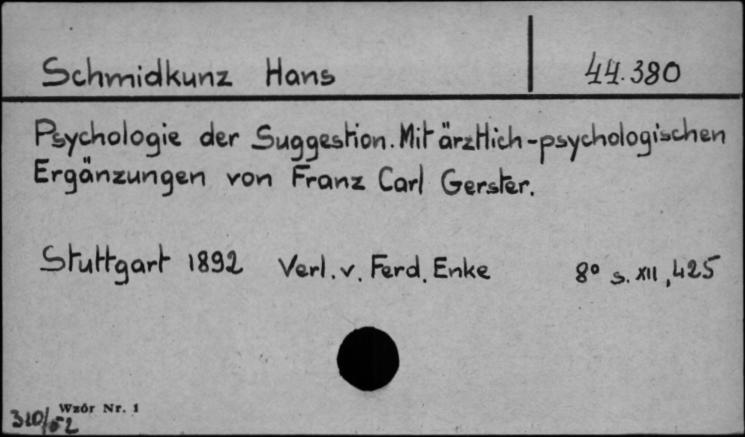 Schmidkunz Hans 44.380
Psychologie der Suggestion. Mit ärztlich-psychologischen
Ergänzungen von Franz Carl Gerster.
Stuttgart 1892 Verl. v. Ferd. Enke 8° s. XII, 425
Wzór Nr. 1
310/52